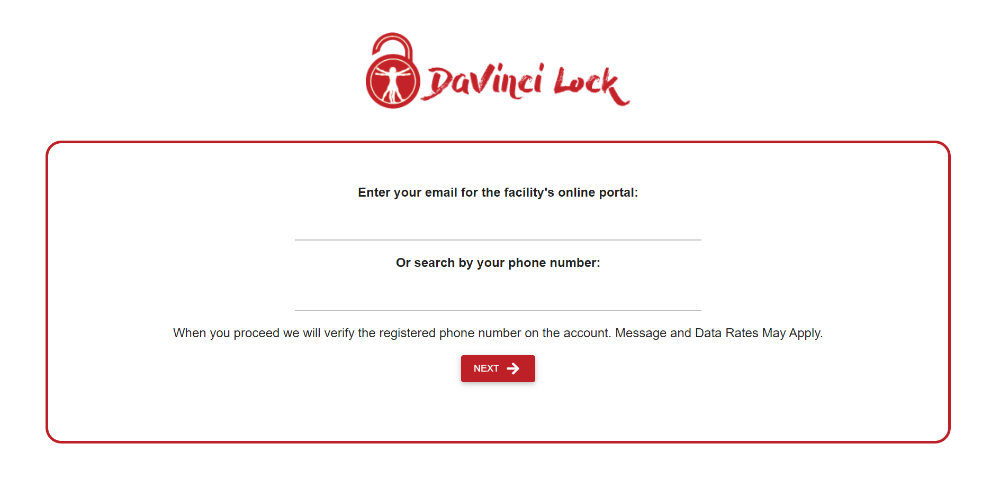 DaVinci Lock
Enter your email for the facility's online portal:
Or search by your phone number:
When you proceed we will verify the registered phone number on the account. Message and Data Rates May Apply.
NEXT